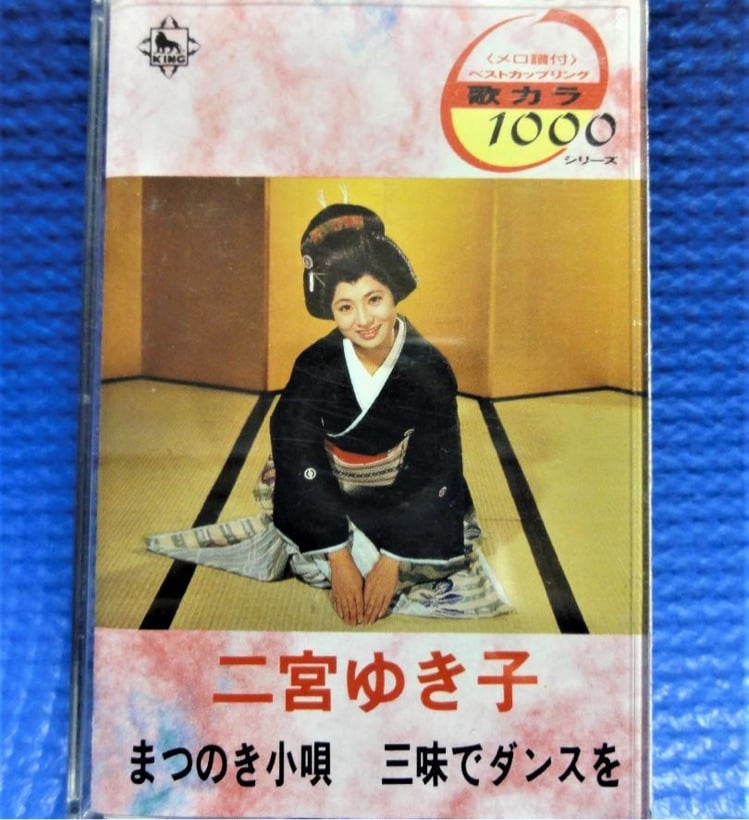 KING
〈メロ譜付〉
ベストカップリング
歌カラ
1000
シリーズ
二宮ゆき子
まつのき小唄　三味でダンスを